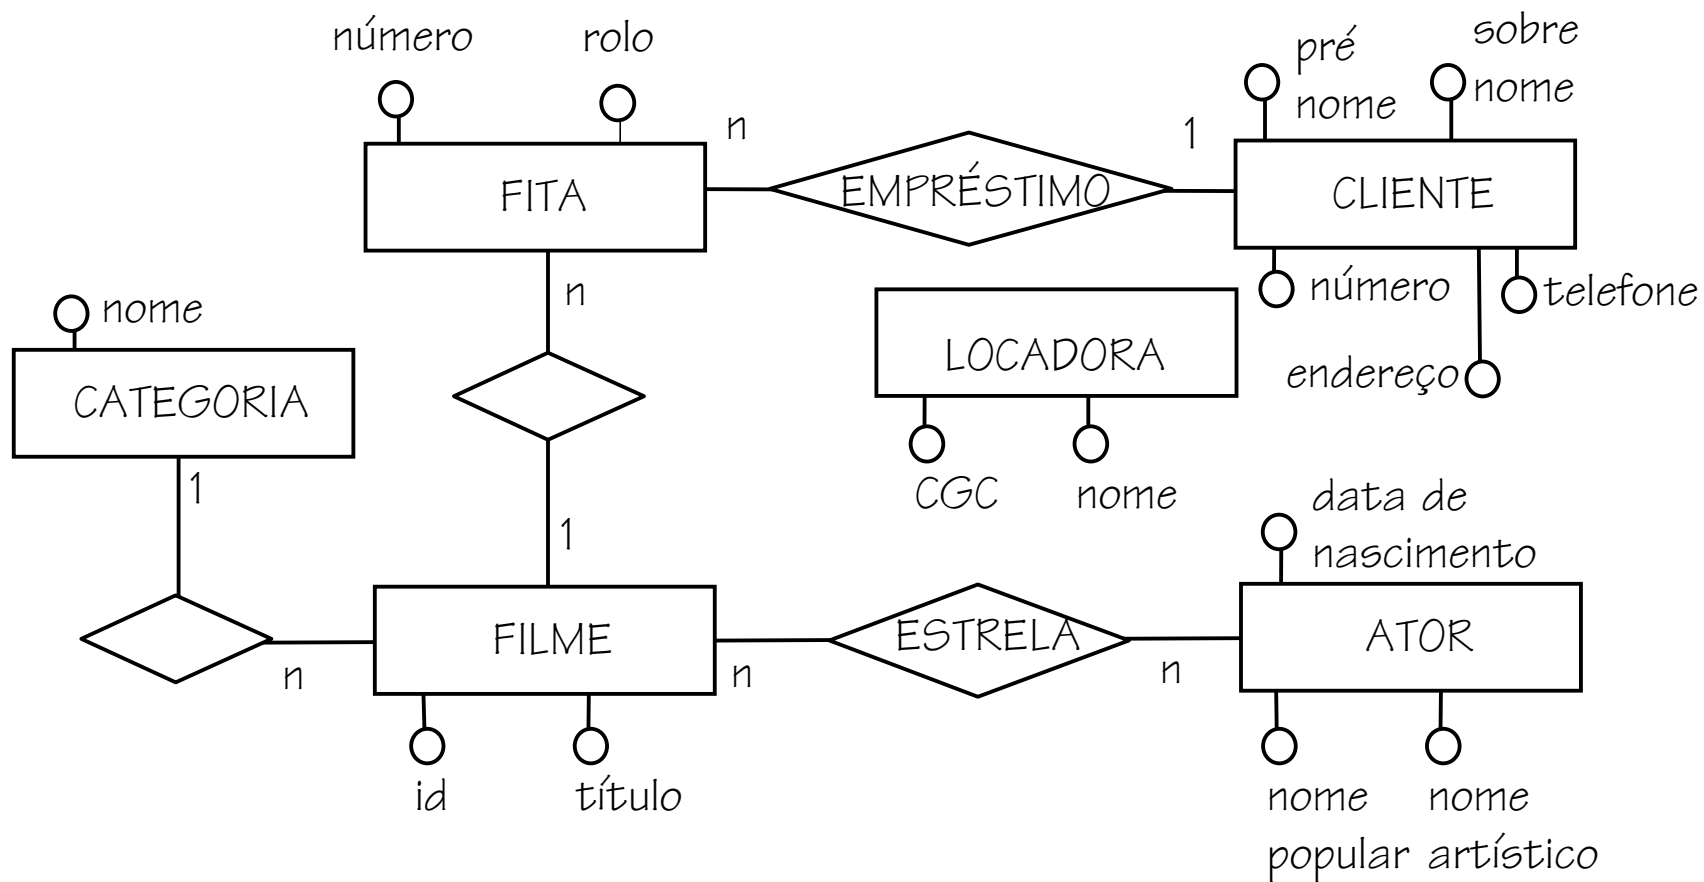 número
rolo
pré
nome
sobre
nome
n
1
FITA
EMPRÉSTIMO
CLIENTE
n
número
telefone
nome
LOCADORA
endereço
CATEGORIA
1
CGC
nome
data de
nascimento
1
FILME
ESTRELA
ATOR
n
n
n
id
título
nome
popular
nome
artístico